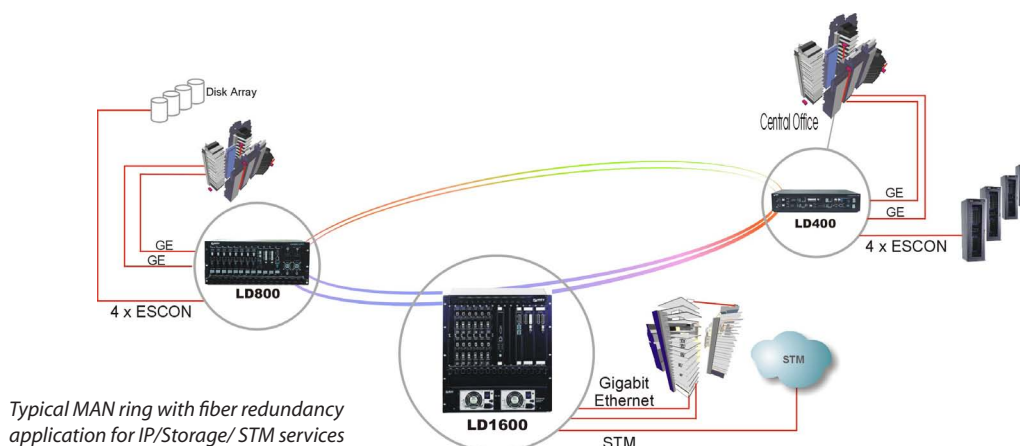 Disk Array
Central Office
GE
GE
LD400
4 x ESCON
GE
GE
LD800
4 x ESCON
STM
Gigabit
Ethernet
LD1600
STM
Typical MAN ring with fiber redundancy
application for IP/Storage/ STM services